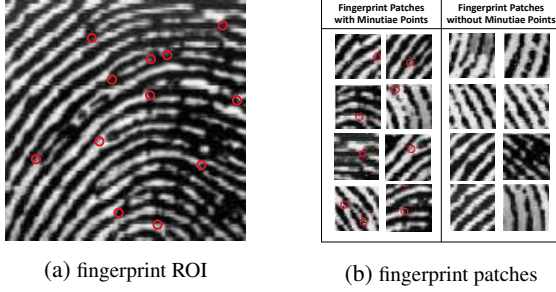 Fingerprint Patches
with Minutiae Points
Fingerprint Patches
without Minutiae Points
(a) fingerprint ROI
(b) fingerprint patches